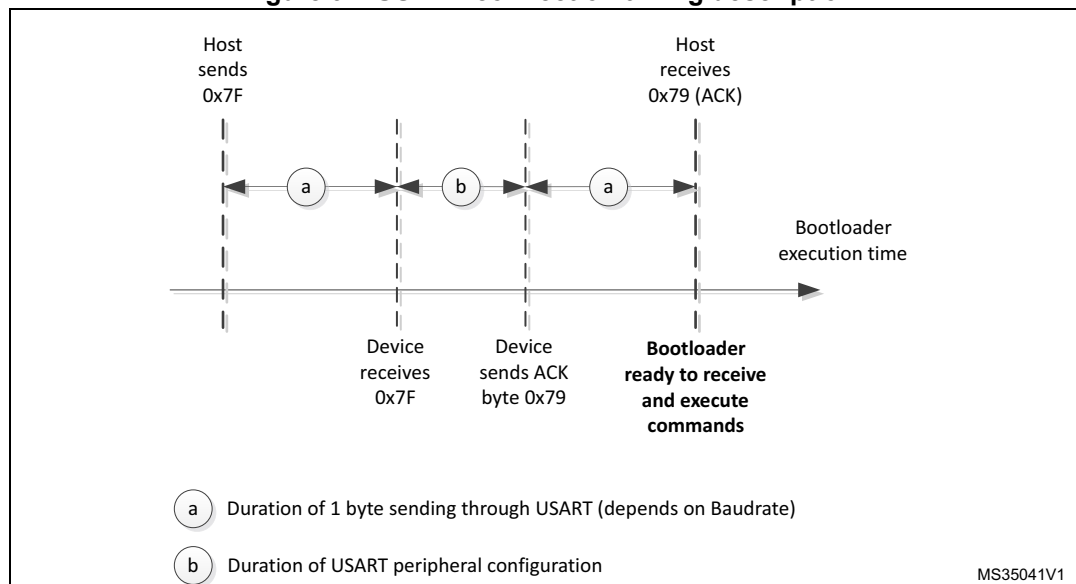 Host
sends
0x7F
Host
receives
0x79 (ACK)
a
b
a
Bootloader
execution time
Device
receives
0x7F
Device
sends ACK
byte 0x79
Bootloader
ready to receive
and execute
commands
a Duration of 1 byte sending through USART (depends on Baudrate)
b Duration of USART peripheral configuration
MS35041V1